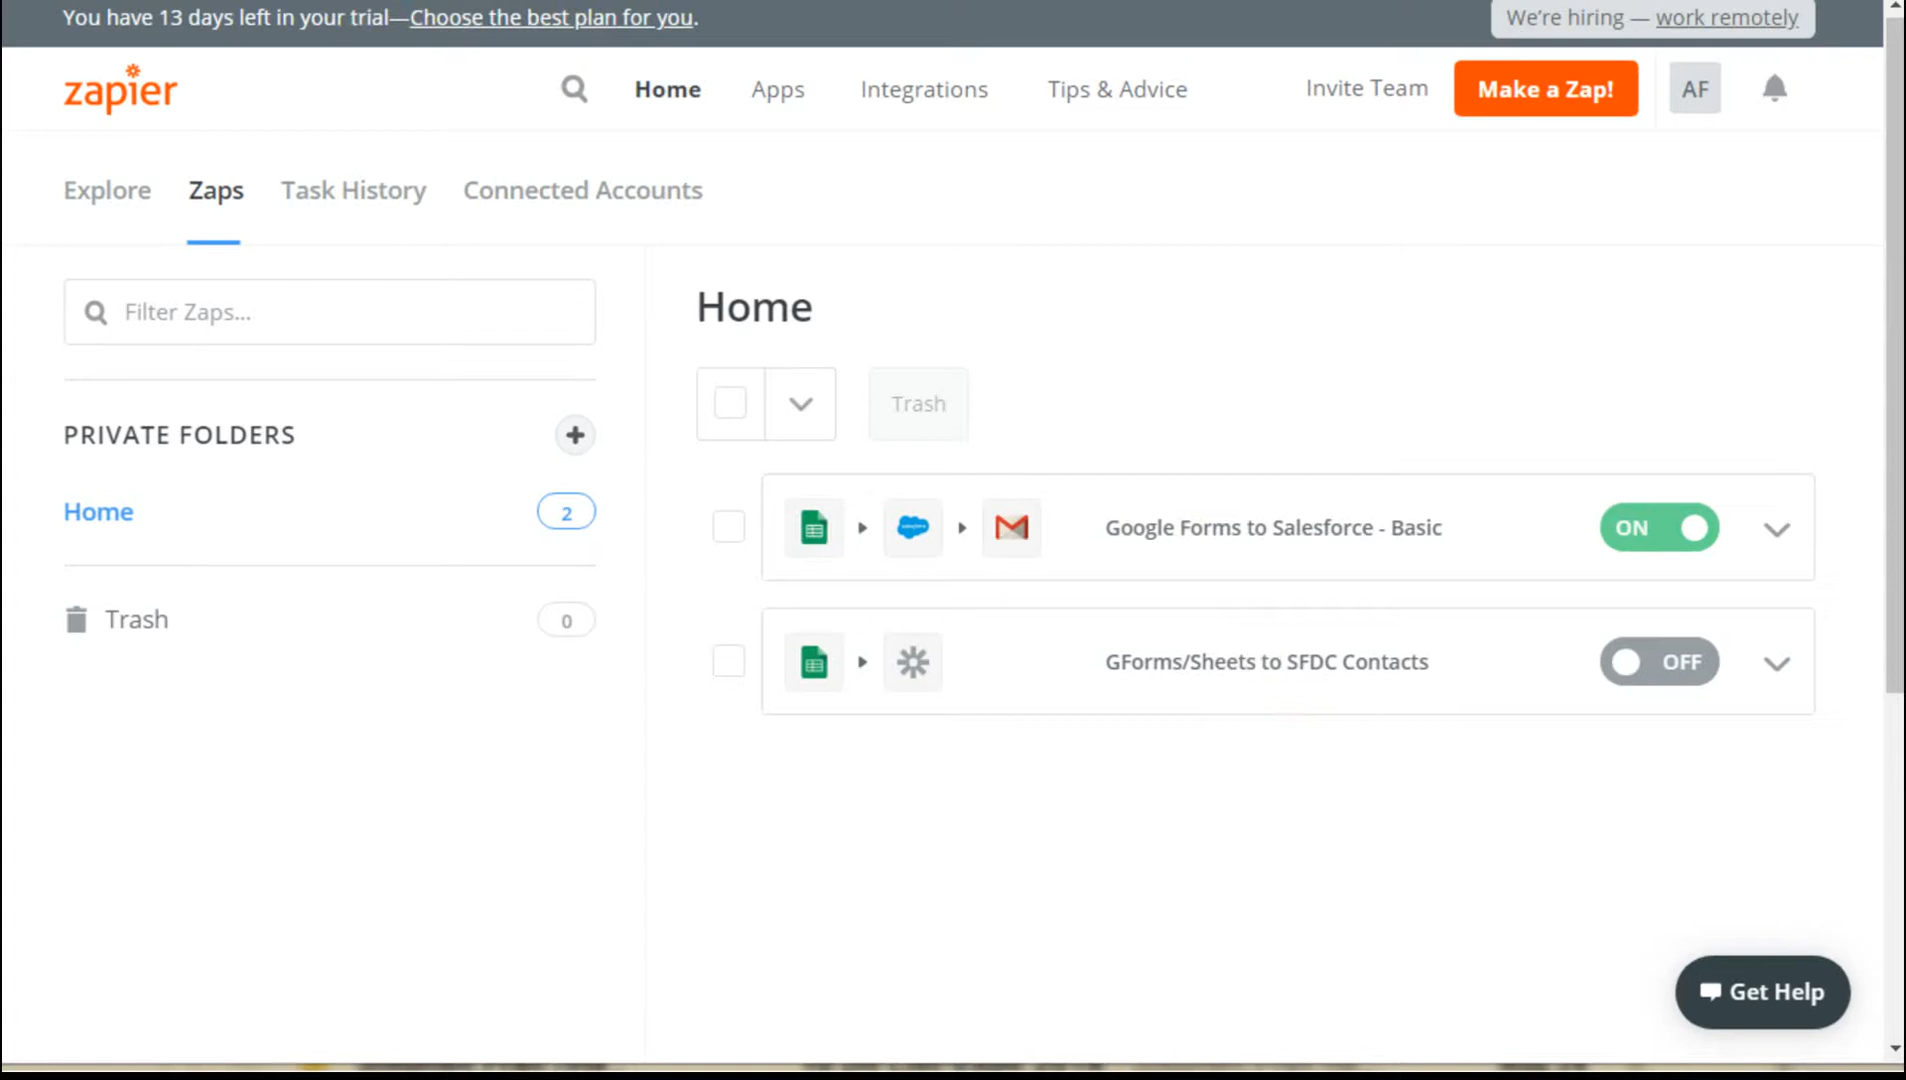 You have 13 days left in your trial—Choose the best plan for you.
We're hiring — work remotely
zapier
Home
Apps
Integrations
Tips & Advice
Invite Team
Make a Zap!
AF
Explore
Zaps
Task History
Connected Accounts
Filter Zaps...
PRIVATE FOLDERS
Home
2
Trash
0
Home
Trash
Google Forms to Salesforce - Basic
ON
GForms/Sheets to SFDC Contacts
OFF
Get Help